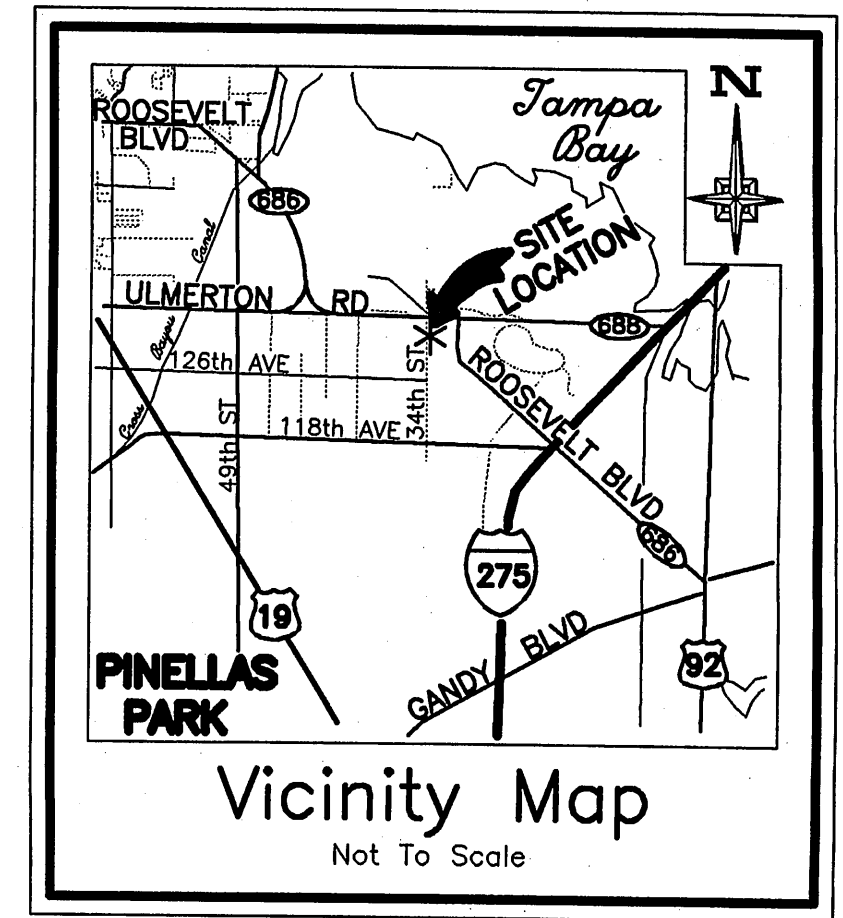 N
Tampa
Bay
ROOSEVELT
BLVD
686
Canal
SITE
LOCATION
ULMERTON RD
688
Bayou
126th AVE
34th ST
ROOSEVELT BLVD
Cross
49th ST
118th AVE
686
275
19
GANDY BLVD
92
PINELLAS
PARK
Vicinity Map
Not To Scale